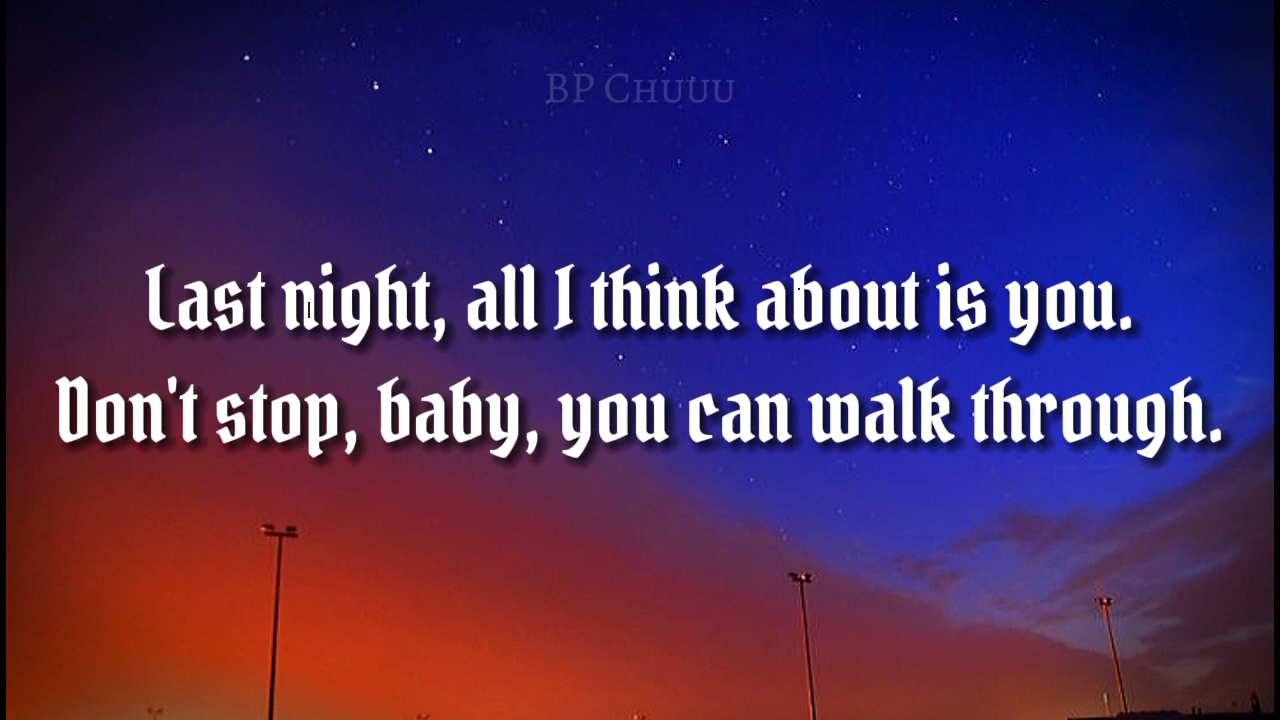 BP Chuuu
Last night, all I think about is you.
Don't stop, baby, you can walk through.